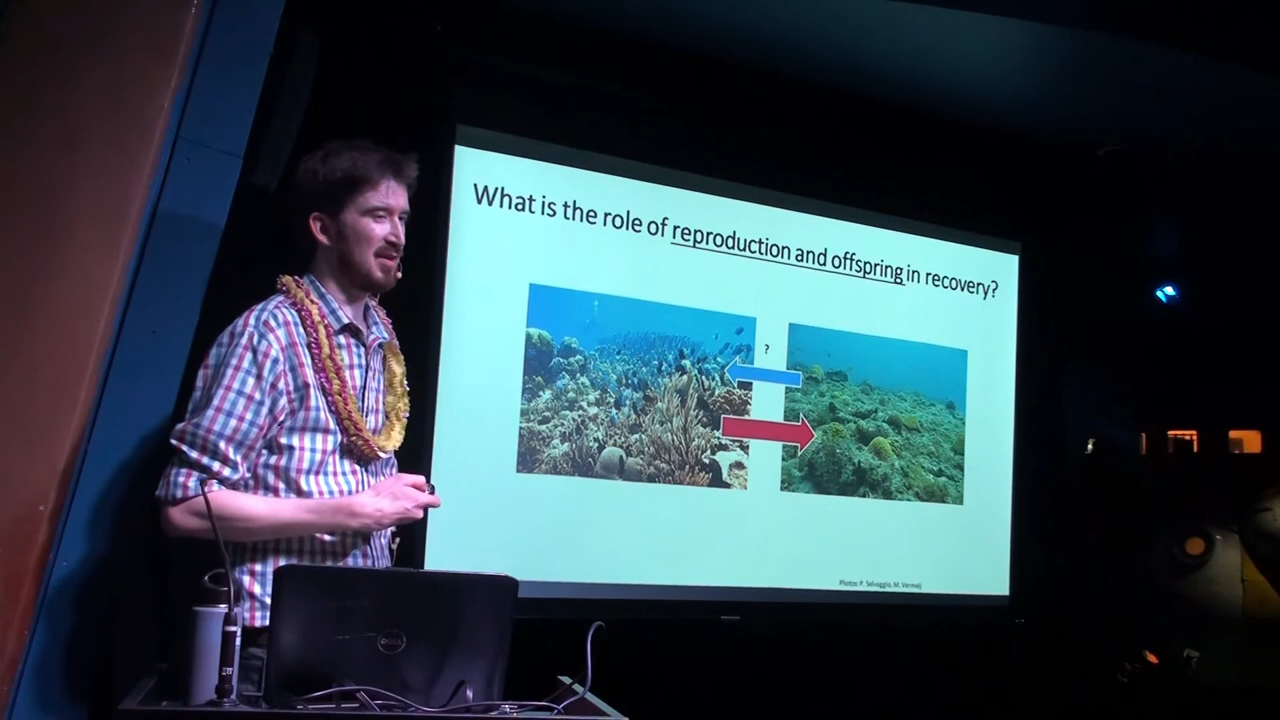 What is the role of reproduction and offspring in recovery?
?
Photos: P. Selvaggio, M. Vermeij
DELL